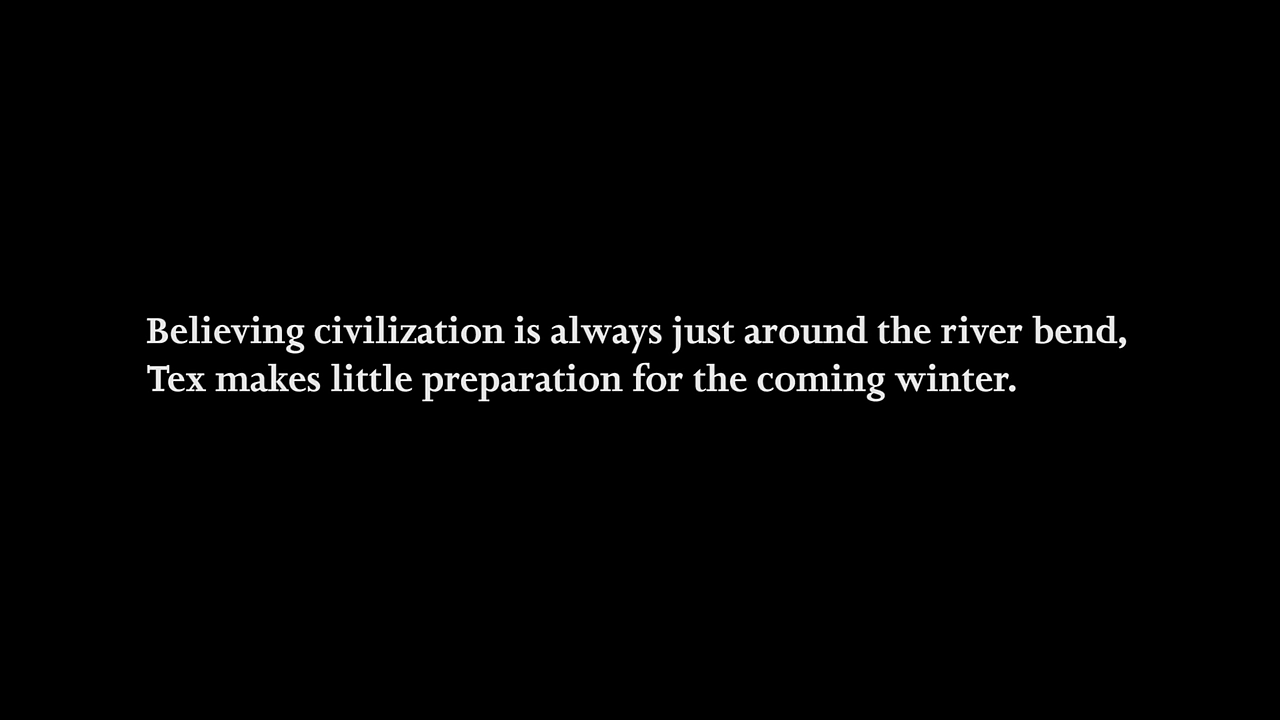 Believing civilization is always just around the river bend,
Tex makes little preparation for the coming winter.